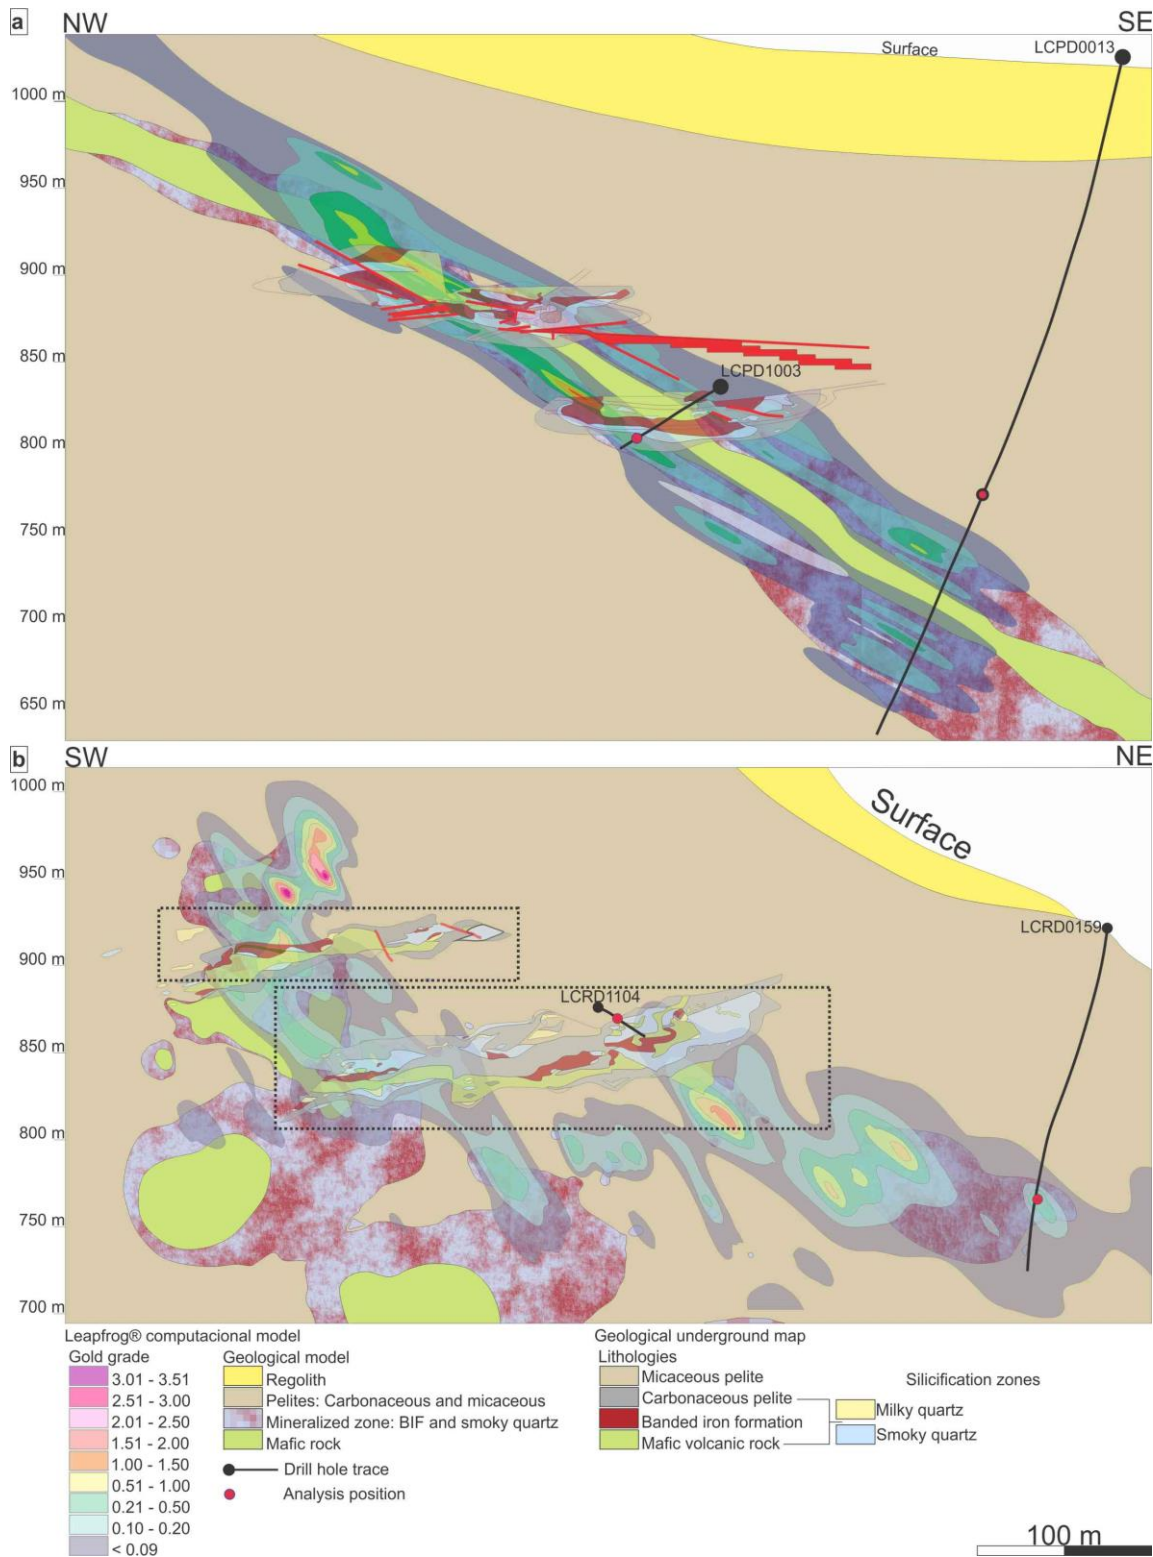 a NW SE
Surface LCPD0013
1000 m
950 m
900 m
850 m
LCPD1003
800 m
750 m
700 m
650 m
b SW NE
1000 m
Surface
950 m
LCRD0159
900 m
LCRD1104
850 m
800 m
750 m
700 m
Leapfrog® computacional model
Gold grade
3.01 - 3.51
2.51 - 3.00
2.01 - 2.50
1.51 - 2.00
1.00 - 1.50
0.51 - 1.00
0.21 - 0.50
0.10 - 0.20
< 0.09
Geological model
Regolith
Pelites: Carbonaceous and micaceous
Mineralized zone: BIF and smoky quartz
Mafic rock
Drill hole trace
Analysis position
Geological underground map
Lithologies
Micaceous pelite
Carbonaceous pelite
Banded iron formation
Mafic volcanic rock
Silicification zones
Milky quartz
Smoky quartz
100 m